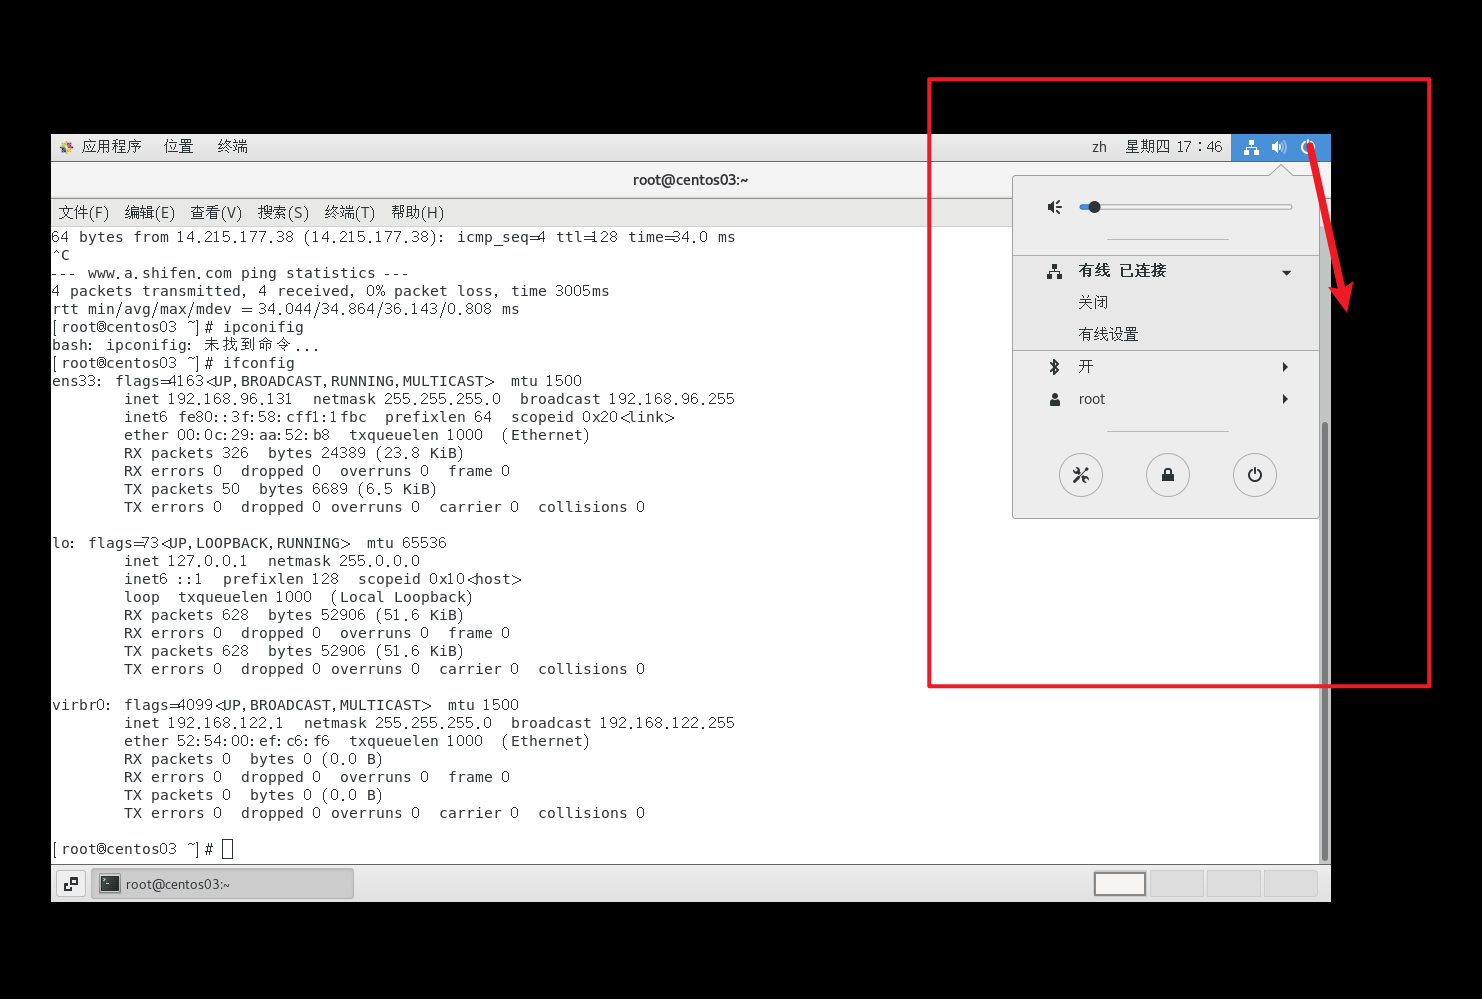 应用程序 位置 终端 zh 星期四 17：46
root@centos03:~
文件(F) 编辑(E) 查看(V) 搜索(S) 终端(T) 帮助(H)
64 bytes from 14.215.177.38 (14.215.177.38): icmp_seq=4 ttl=128 time=34.0 ms
^C
--- www.a.shifen.com ping statistics ---
4 packets transmitted, 4 received, 0% packet loss, time 3005ms
rtt min/avg/max/mdev = 34.044/34.864/36.143/0.808 ms
[root@centos03 ~]# ipconifig
bash: ipconifig: 未找到命令...
[root@centos03 ~]# ifconfig
ens33: flags=4163<UP,BROADCAST,RUNNING,MULTICAST> mtu 1500
inet 192.168.96.131 netmask 255.255.255.0 broadcast 192.168.96.255
inet6 fe80::3f:58:cff1:1fbc prefixlen 64 scopeid 0x20<link>
ether 00:0c:29:aa:52:b8 txqueuelen 1000 (Ethernet)
RX packets 326 bytes 24389 (23.8 KiB)
RX errors 0 dropped 0 overruns 0 frame 0
TX packets 50 bytes 6689 (6.5 KiB)
TX errors 0 dropped 0 overruns 0 carrier 0 collisions 0
lo: flags=73<UP,LOOPBACK,RUNNING> mtu 65536
inet 127.0.0.1 netmask 255.0.0.0
inet6 ::1 prefixlen 128 scopeid 0x10<host>
loop txqueuelen 1000 (Local Loopback)
RX packets 628 bytes 52906 (51.6 KiB)
RX errors 0 dropped 0 overruns 0 frame 0
TX packets 628 bytes 52906 (51.6 KiB)
TX errors 0 dropped 0 overruns 0 carrier 0 collisions 0
virbr0: flags=4099<UP,BROADCAST,MULTICAST> mtu 1500
inet 192.168.122.1 netmask 255.255.255.0 broadcast 192.168.122.255
ether 52:54:00:ef:c6:f6 txqueuelen 1000 (Ethernet)
RX packets 0 bytes 0 (0.0 B)
RX errors 0 dropped 0 overruns 0 frame 0
TX packets 0 bytes 0 (0.0 B)
TX errors 0 dropped 0 overruns 0 carrier 0 collisions 0
[root@centos03 ~]#
有线 已连接
关闭
有线设置
开
root
root@centos03:~